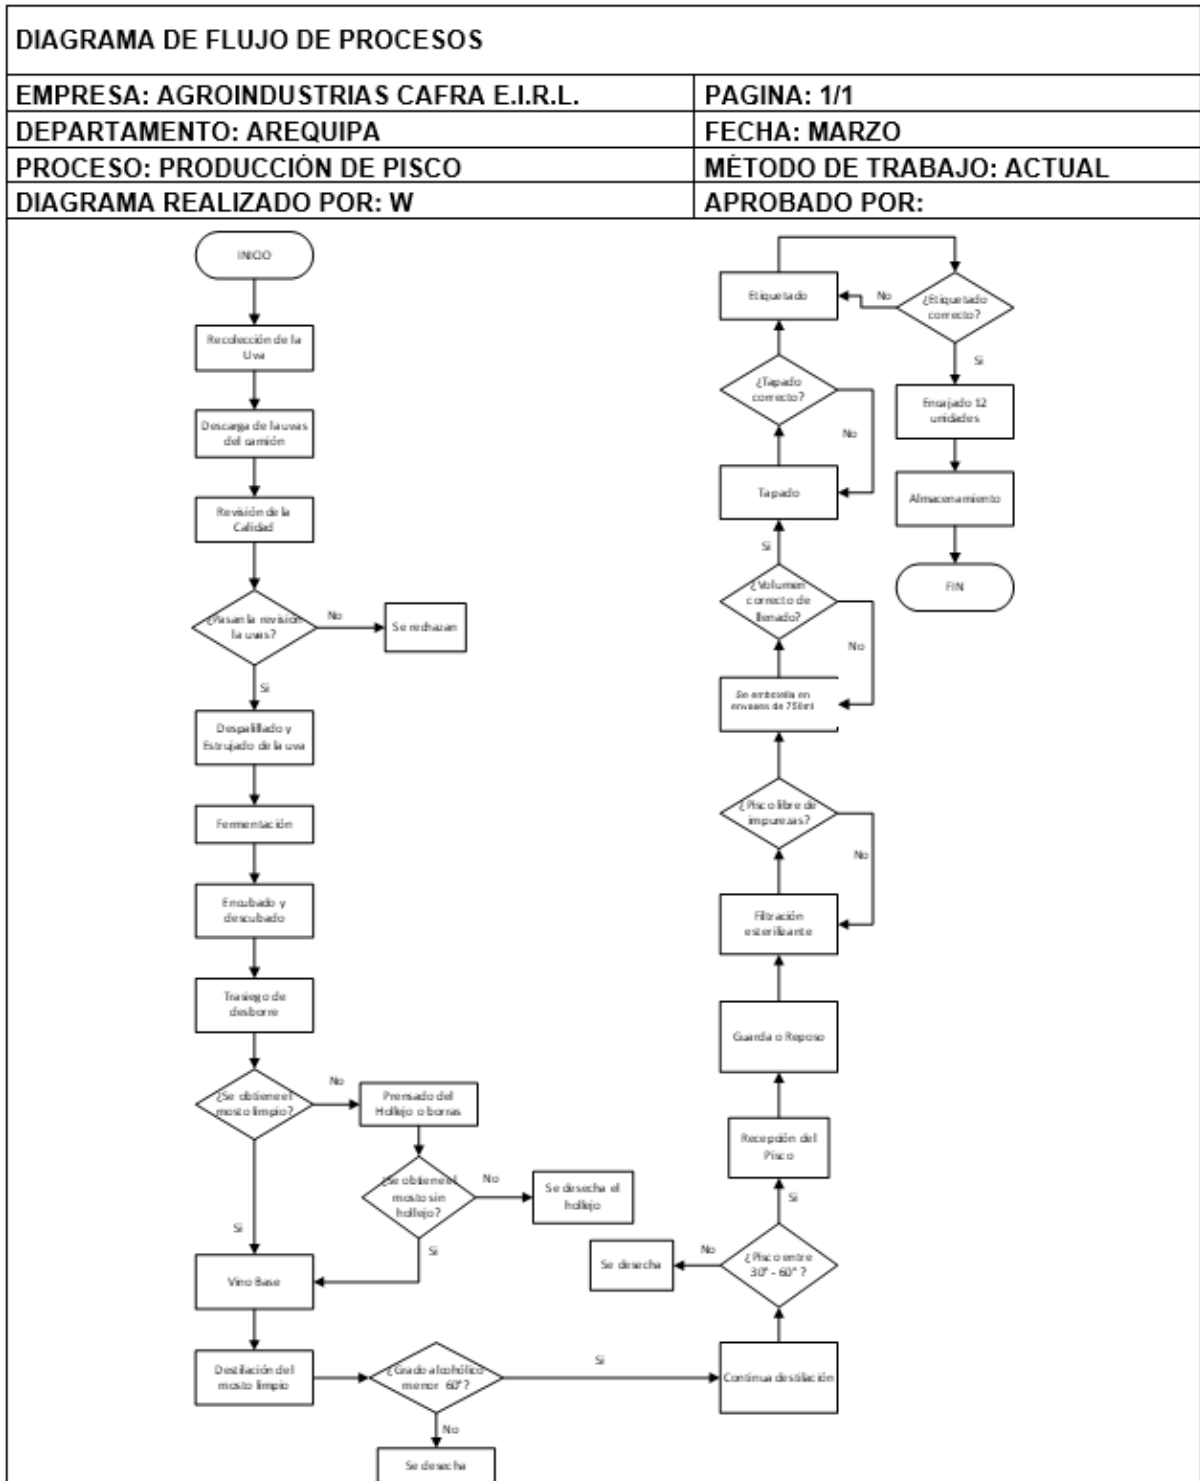 DIAGRAMA DE FLUJO DE PROCESOS
EMPRESA: AGROINDUSTRIAS CAFRA E.I.R.L.
PAGINA: 1/1
DEPARTAMENTO: AREQUIPA
FECHA: MARZO
PROCESO: PRODUCCIÓN DE PISCO
MÉTODO DE TRABAJO: ACTUAL
DIAGRAMA REALIZADO POR: W
APROBADO POR:
INICIO
Recolección de la
Uva
Descarga de la uvas
del camión
Revisión de la
Calidad
¿Pasan la revisión
la uvas?
No
Se rechazan
Si
Despalillado y
Estrujado de la uva
Fermentación
Encubado y
descubado
Trasiego de
desborre
¿Se obtiene el
mosto limpio?
No
Prensado del
Hollejo o borras
¿Se obtiene el
mosto sin
hollejo?
No
Se desecha el
hollejo
Si
Si
Vino Base
Destilación del
mosto limpio
¿Grado alcohólico
menor 60°?
No
Se desecha
Si
Continua destilación
¿Pisco entre
30° - 60° ?
No
Se desecha
Si
Recepción del
Pisco
Guarda o Reposo
Filtración
esterilizante
¿Pisco libre de
impurezas?
No
Se embotella en
envases de 750ml
¿Volumen
correcto de
llenado?
No
Si
Tapado
¿Tapado
correcto?
No
Etiquetado
¿Etiquetado
correcto?
No
Si
Encajado 12
unidades
Almacenamiento
FIN